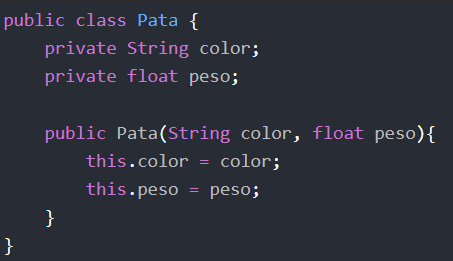 public class Pata {
    private String color;
    private float peso;

    public Pata(String color, float peso){
        this.color = color;
        this.peso = peso;
    }
}